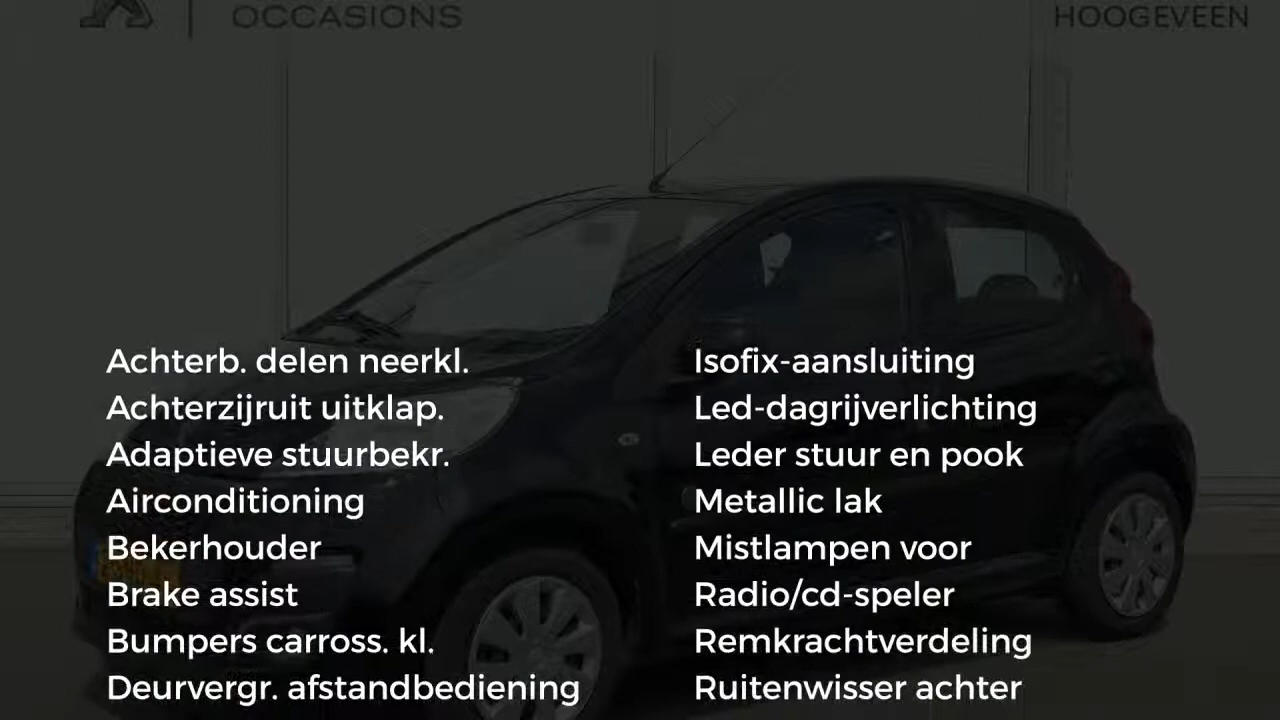 OCCASIONS
HOOGEVEEN
Achterb. delen neerkl.
Achterzijruit uitklap.
Adaptieve stuurbekr.
Airconditioning
Bekerhouder
Brake assist
Bumpers carross. kl.
Deurvergr. afstandbediening
Isofix-aansluiting
Led-dagrijverlichting
Leder stuur en pook
Metallic lak
Mistlampen voor
Radio/cd-speler
Remkrachtverdeling
Ruitenwisser achter